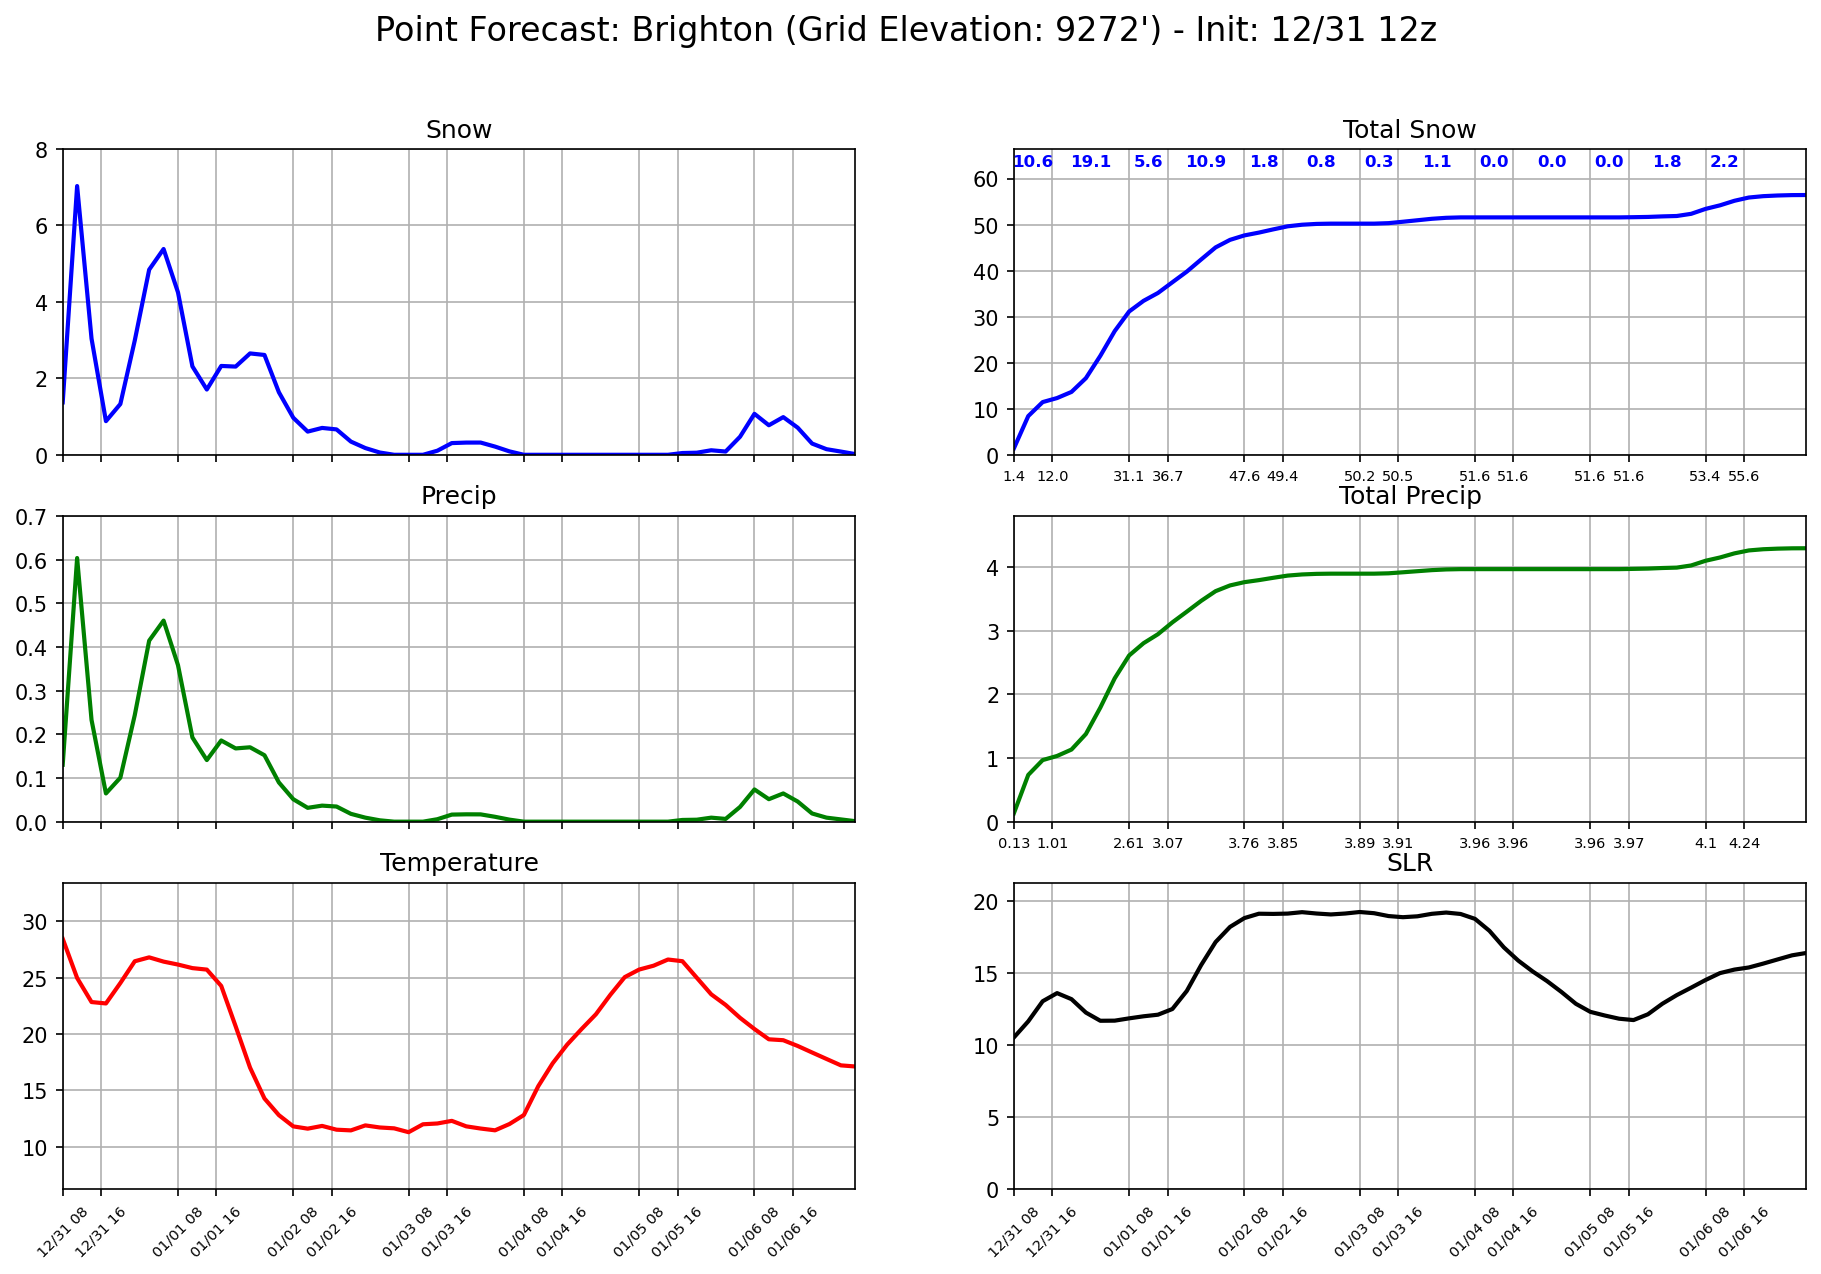 Point Forecast: Brighton (Grid Elevation: 9272') - Init: 12/31 12z
Snow
8
6
4
2
0
Total Snow
10.6 19.1 5.6 10.9 1.8 0.8 0.3 1.1 0.0 0.0 0.0 1.8 2.2
60
50
40
30
20
10
0
1.4 12.0 31.1 36.7 47.6 49.4 50.2 50.5 51.6 51.6 51.6 51.6 53.4 55.6
Precip
0.7
0.6
0.5
0.4
0.3
0.2
0.1
0.0
Total Precip
4
3
2
1
0
0.13 1.01 2.61 3.07 3.76 3.85 3.89 3.91 3.96 3.96 3.96 3.97 4.1 4.24
Temperature
30
25
20
15
10
12/31 08 12/31 16 01/01 08 01/01 16 01/02 08 01/02 16 01/03 08 01/03 16 01/04 08 01/04 16 01/05 08 01/05 16 01/06 08 01/06 16
SLR
20
15
10
5
0
12/31 08 12/31 16 01/01 08 01/01 16 01/02 08 01/02 16 01/03 08 01/03 16 01/04 08 01/04 16 01/05 08 01/05 16 01/06 08 01/06 16